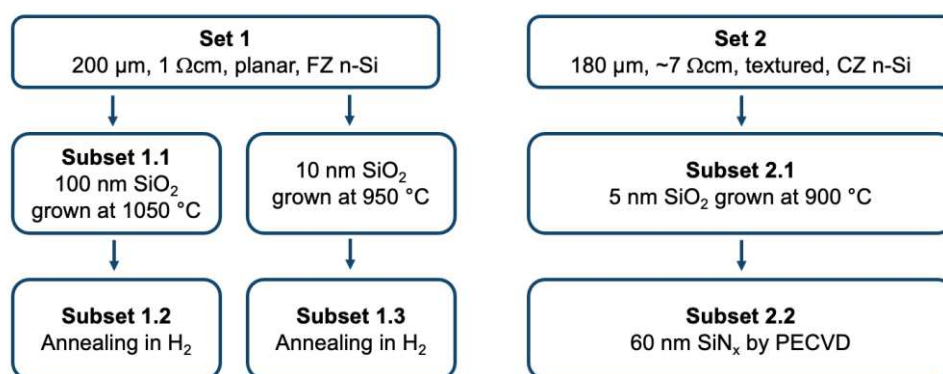 Set 1
200 µm, 1 Ωcm, planar, FZ n-Si
Set 2
180 µm, ~7 Ωcm, textured, CZ n-Si
Subset 1.1
100 nm SiO₂
grown at 1050 °C
10 nm SiO₂
grown at 950 °C
Subset 2.1
5 nm SiO₂ grown at 900 °C
Subset 1.2
Annealing in H₂
Subset 1.3
Annealing in H₂
Subset 2.2
60 nm SiNₓ by PECVD